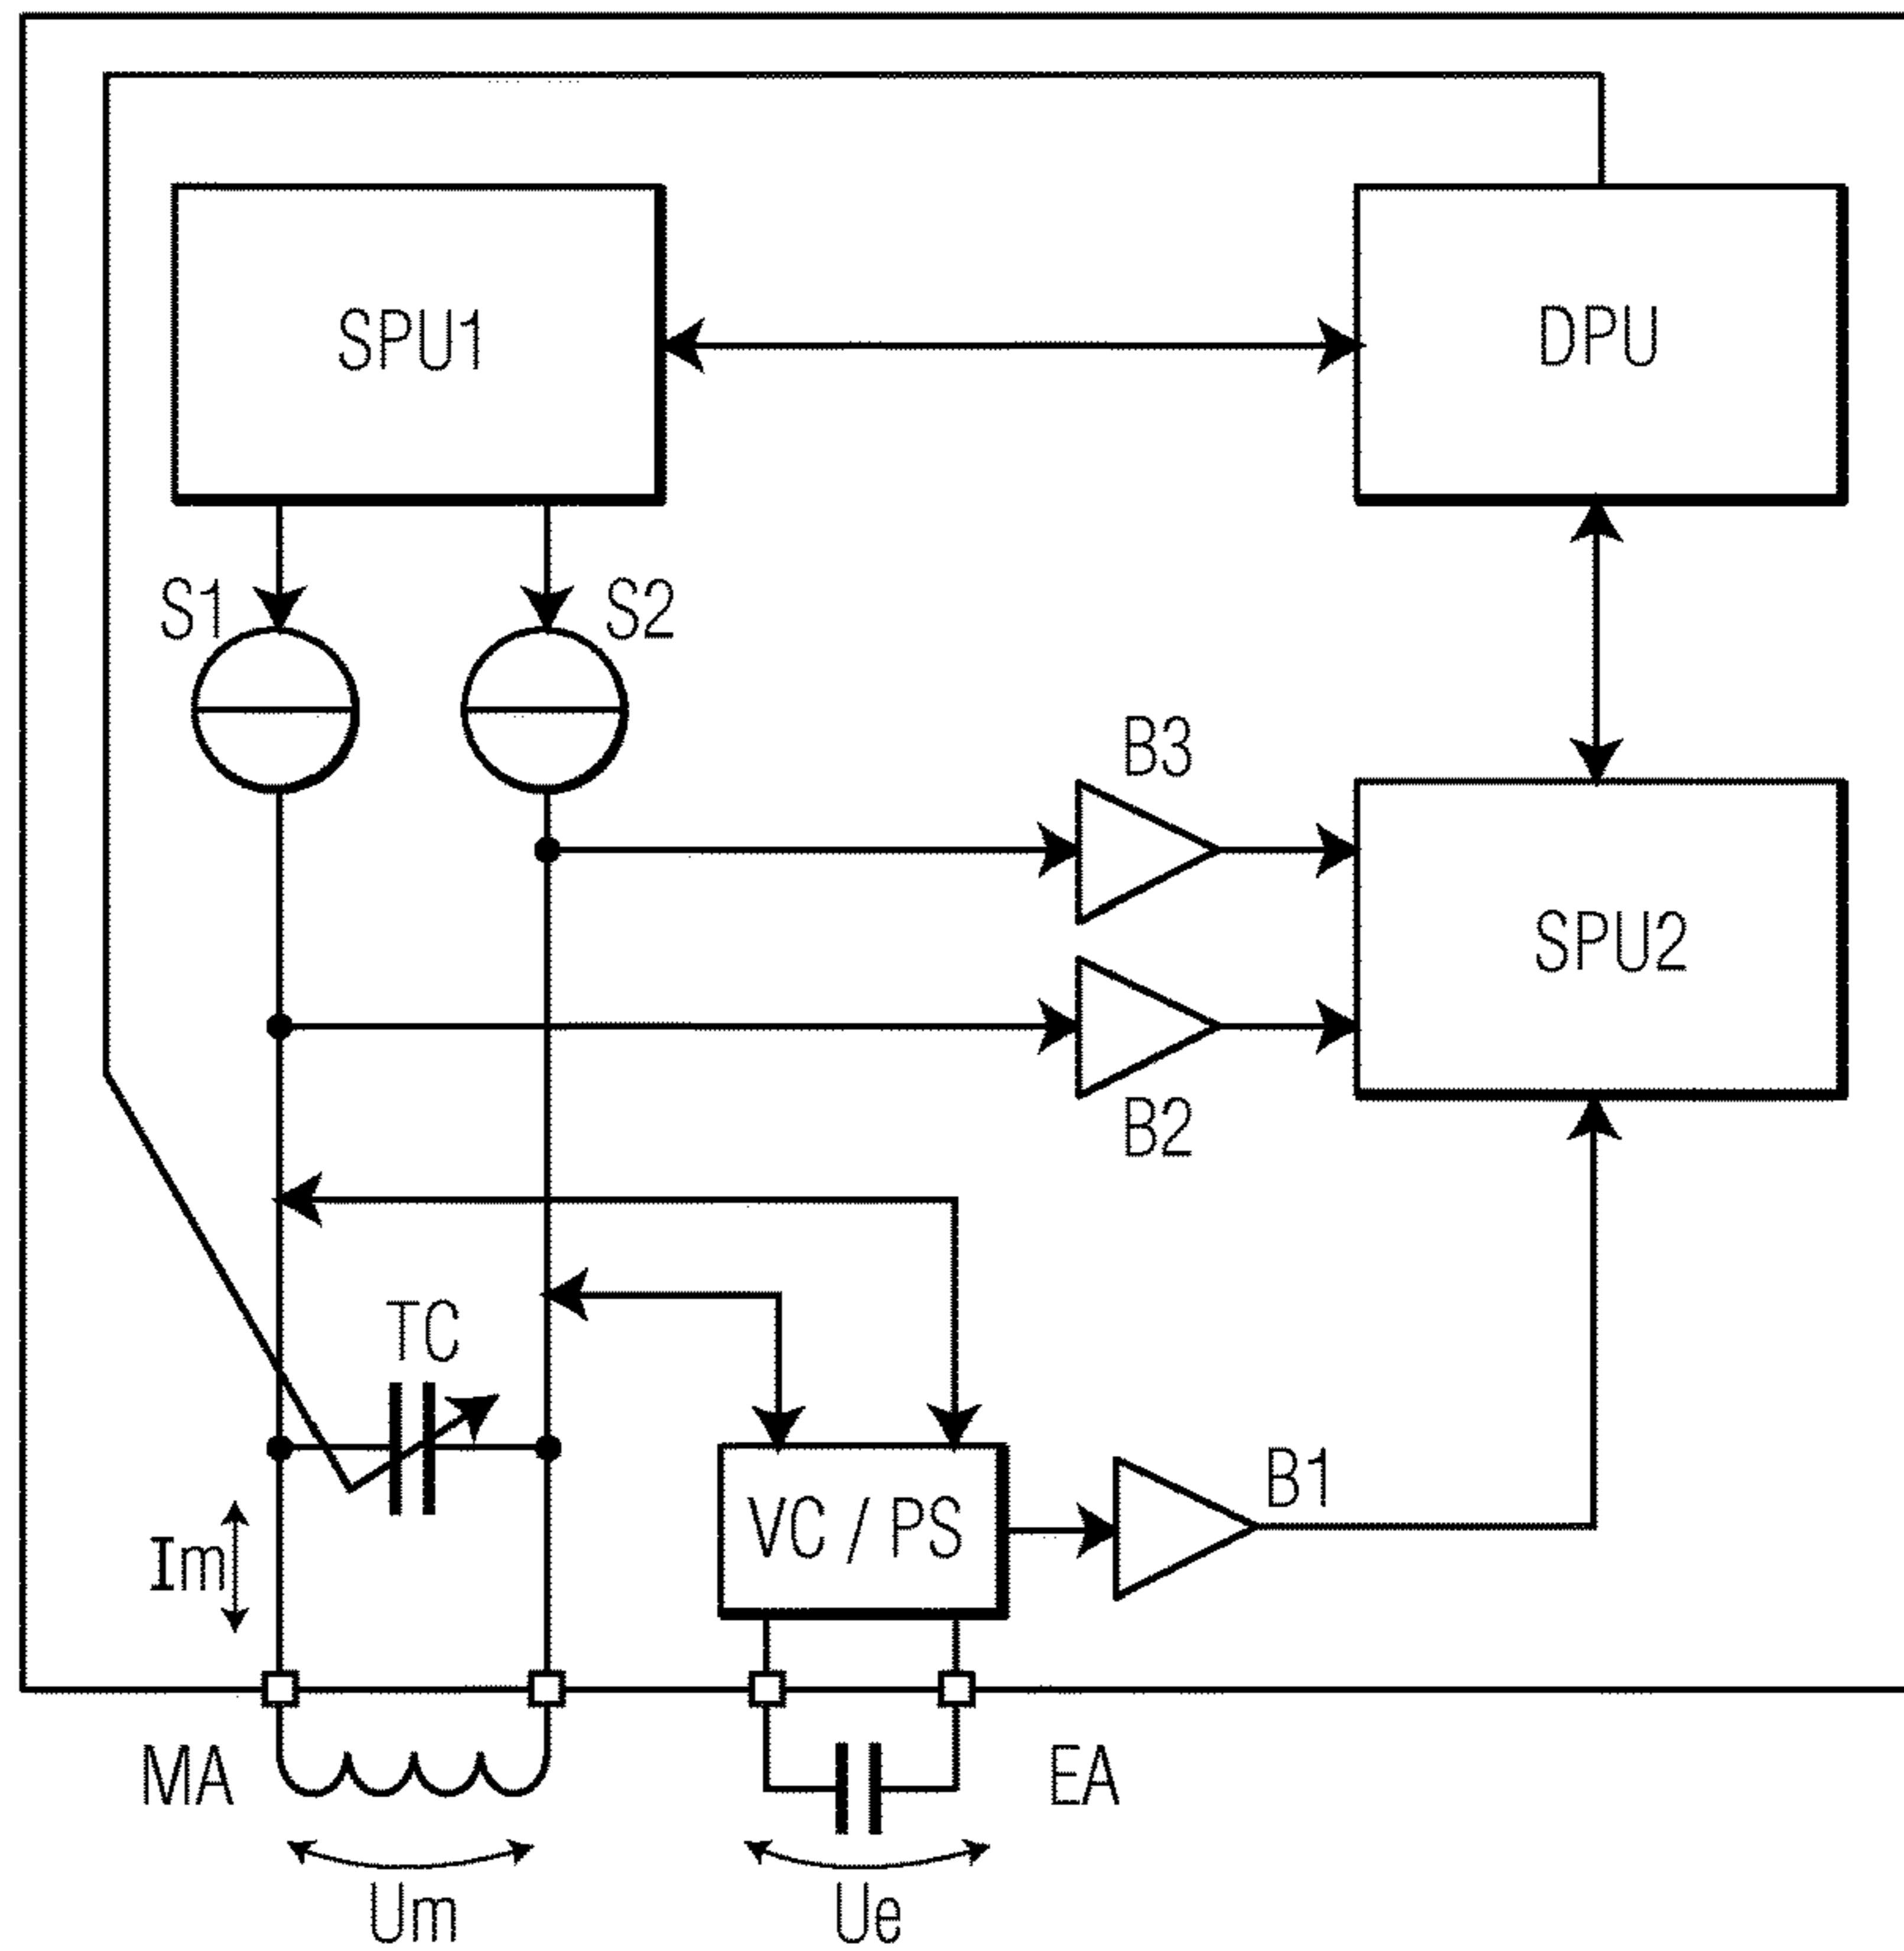 SPU1
DPU
S1
S2
B3
SPU2
B2
TC
B1
VC / PS
Im
MA
EA
Um
Ue